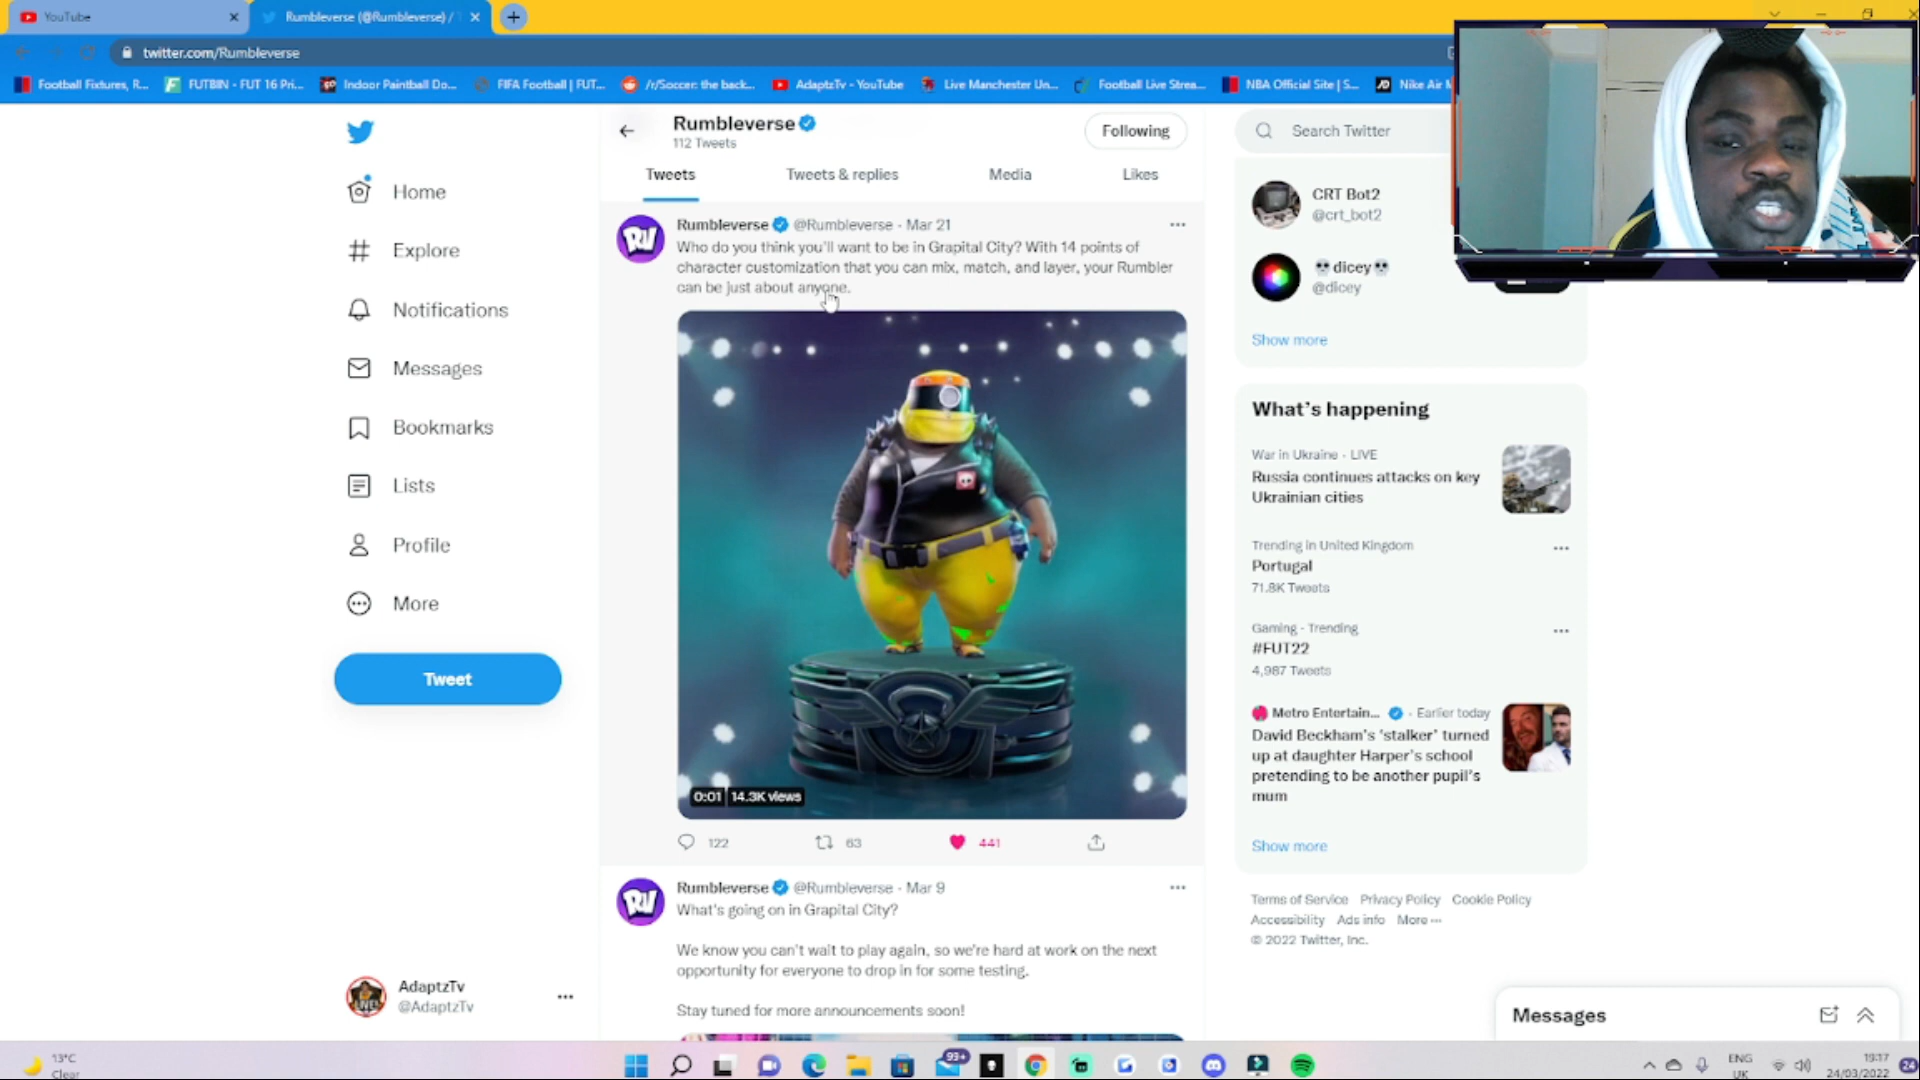 YouTube
Rumbleverse (@Rumbleverse) /
twitter.com/Rumbleverse
Football Fixtures, R...
FUTBIN - FUT 16 Pri...
Indoor Paintball Do...
FIFA Football | FUT...
/r/Soccer: the back...
AdaptzTv - YouTube
Live Manchester Un...
Football Live Strea...
NBA Official Site | S...
Nike Air M
Rumbleverse
112 Tweets
Following
Search Twitter
Tweets
Tweets & replies
Media
Likes
Home
Explore
Notifications
Messages
Bookmarks
Lists
Profile
More
Tweet
AdaptzTv
@AdaptzTv
Rumbleverse @Rumbleverse · Mar 21
Who do you think you'll want to be in Grapital City? With 14 points of
character customization that you can mix, match, and layer, your Rumbler
can be just about anyone.
0:01 14.3K views
122
63
441
Rumbleverse @Rumbleverse · Mar 9
What's going on in Grapital City?
We know you can't wait to play again, so we're hard at work on the next
opportunity for everyone to drop in for some testing.
Stay tuned for more announcements soon!
CRT Bot2
@crt_bot2
dicey
@dicey
Show more
What's happening
War in Ukraine · LIVE
Russia continues attacks on key
Ukrainian cities
Trending in United Kingdom
Portugal
71.8K Tweets
Gaming · Trending
#FUT22
4,987 Tweets
Metro Entertain... · Earlier today
David Beckham's 'stalker' turned
up at daughter Harper's school
pretending to be another pupil's
mum
Show more
Terms of Service Privacy Policy Cookie Policy
Accessibility Ads info More ···
© 2022 Twitter, Inc.
Messages
13°C
Clear
99+
ENG
UK
19:17
24/03/2022
24